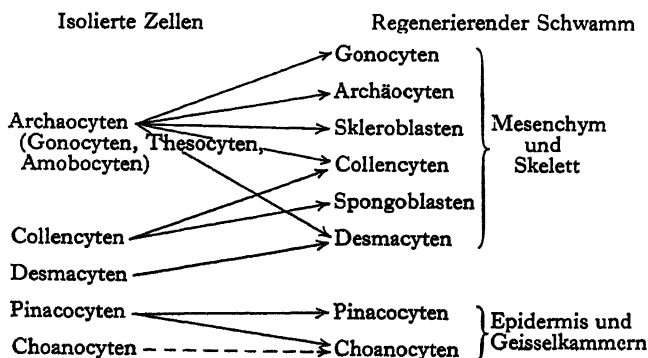 Isolierte Zellen
Regenerierender Schwamm
Gonocyten
Archäocyten
Archaocyten
(Gonocyten, Thesocyten,
Amobocyten)
Skleroblasten
Collencyten
Spongoblasten
Desmacyten
Mesenchym
und
Skelett
Collencyten
Desmacyten
Pinacocyten
Pinacocyten
Choanocyten
Choanocyten
Epidermis und
Geisselkammern